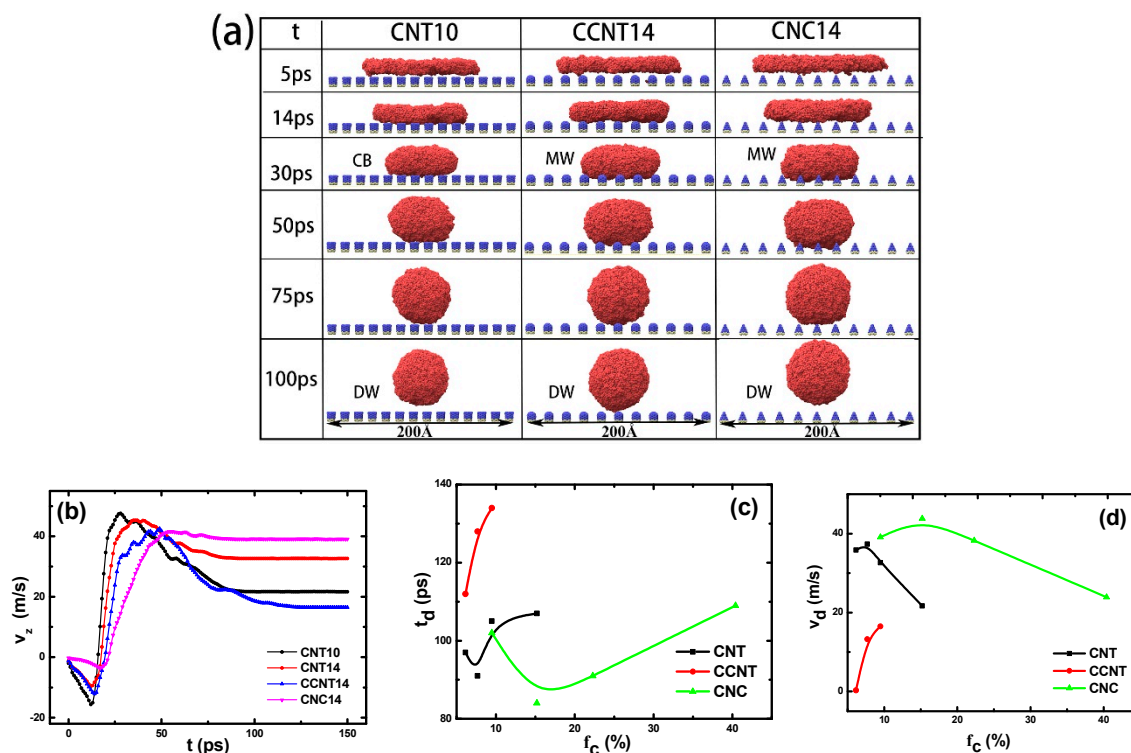 (a) t CNT10 CCNT14 CNC14
5ps
14ps
30ps CB MW MW
50ps
75ps
100ps DW DW DW
200Å 200Å 200Å
(b)
40
20
0
-20
v_z (m/s)
0 25 50 75 100 125 150
t (ps)
CNT10
CNT14
CCNT14
CNC14
(c)
140
120
100
80
t_d (ps)
10 20 30 40
f_c (%)
CNT
CCNT
CNC
(d)
40
20
0
v_d (m/s)
10 20 30 40
f_c (%)
CNT
CCNT
CNC